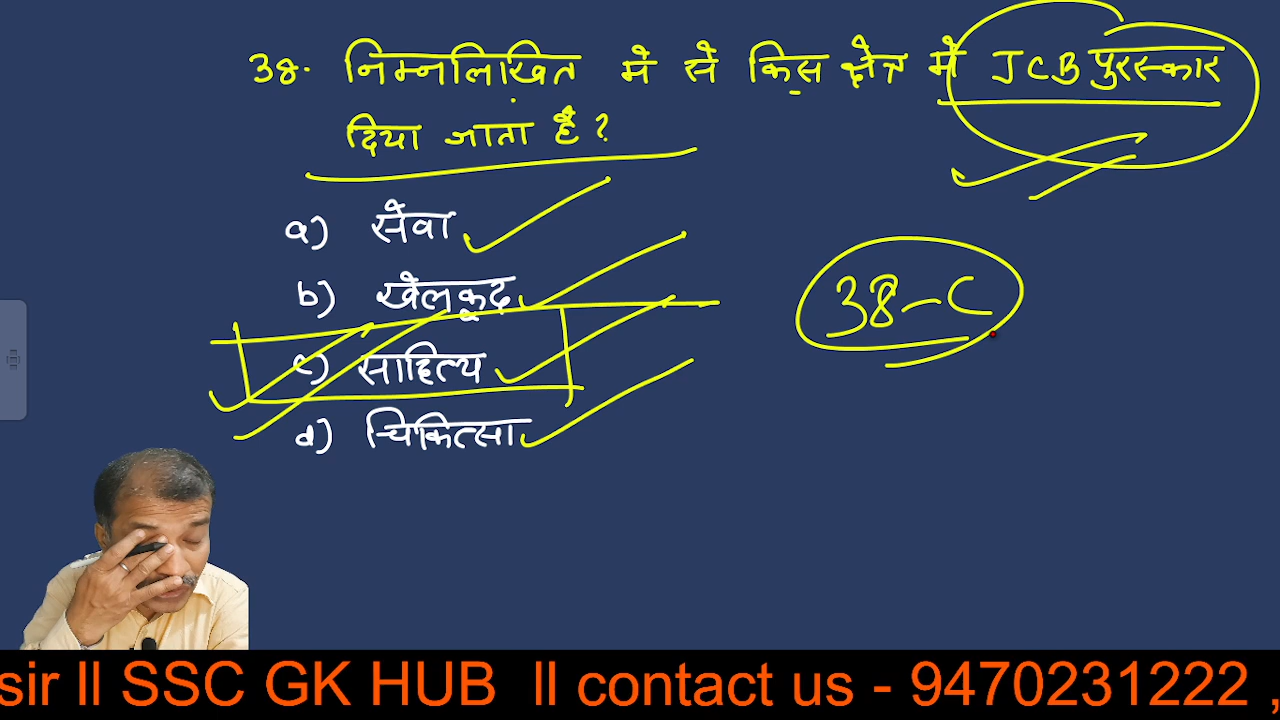 38. निम्नलिखित में से किस क्षेत्र में JCB पुरस्कार
दिया जाता है ?
a) सेवा
b) खेलकूद
c) साहित्य
d) चिकित्सा
38-C
sir ll SSC GK HUB ll contact us - 9470231222 ,